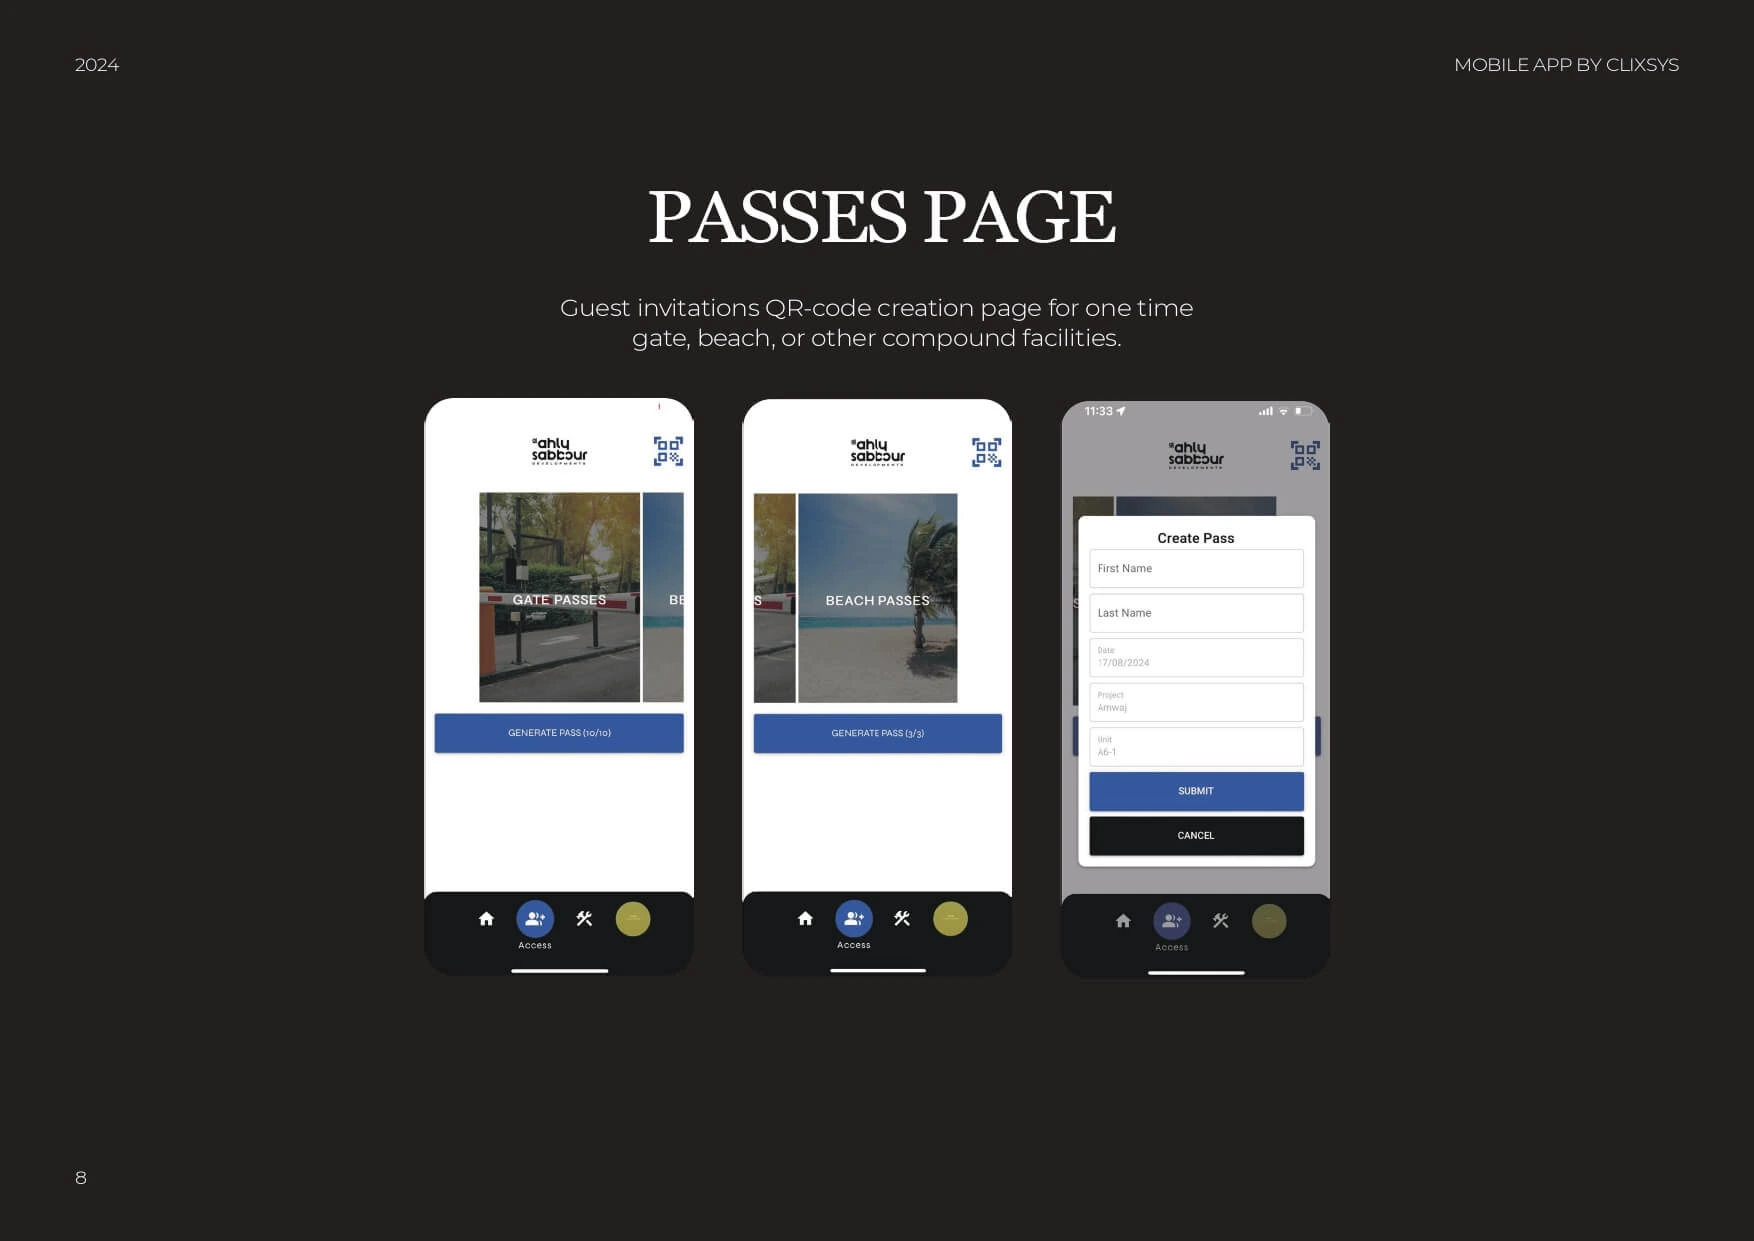 2024
MOBILE APP BY CLIXSYS
PASSES PAGE
Guest invitations QR-code creation page for one time
gate, beach, or other compound facilities.
ahly
sabbour
DEVELOPMENTS
GATE PASSES
BE
GENERATE PASS (10/10)
Access
ahly
sabbour
DEVELOPMENTS
S
BEACH PASSES
GENERATE PASS (3/3)
Access
11:33
ahly
sabbour
DEVELOPMENTS
S
Create Pass
First Name
Last Name
Date
17/08/2024
Project
Amwaj
Unit
A6-1
SUBMIT
CANCEL
Access
8